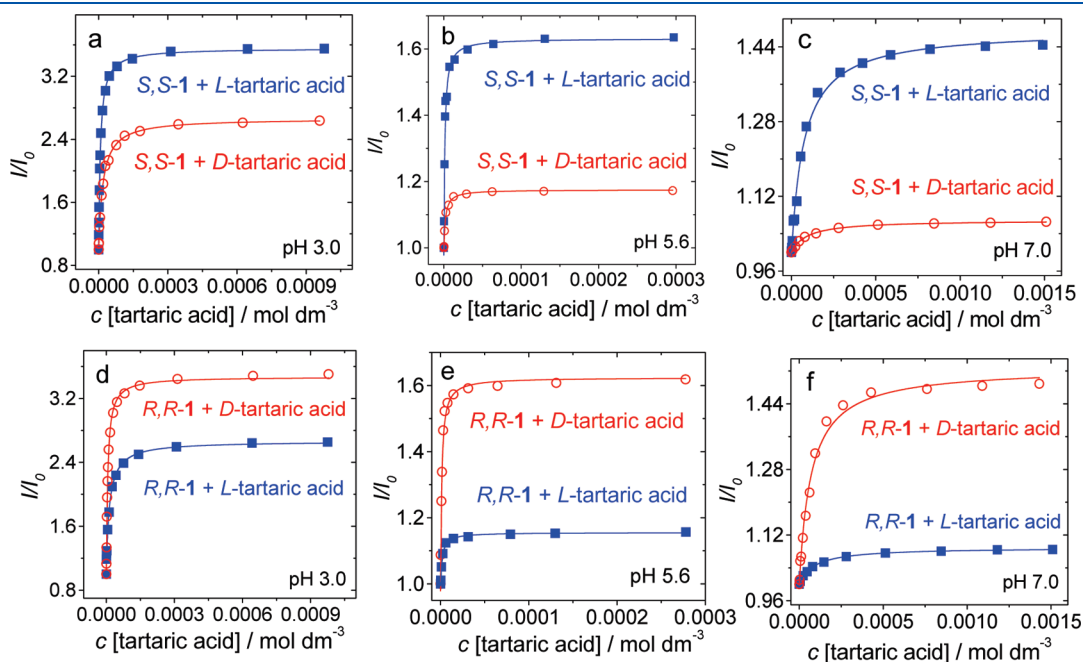 a
I/I0
3.2
2.4
1.6
0.8
S,S-1 + L-tartaric acid
S,S-1 + D-tartaric acid
pH 3.0
0.0000 0.0003 0.0006 0.0009
c [tartaric acid] / mol dm-3
b
I/I0
1.6
1.4
1.2
1.0
S,S-1 + L-tartaric acid
S,S-1 + D-tartaric acid
pH 5.6
0.0000 0.0001 0.0002 0.0003
c [tartaric acid] / mol dm-3
c
I/I0
1.44
1.28
1.12
0.96
S,S-1 + L-tartaric acid
S,S-1 + D-tartaric acid
pH 7.0
0.0000 0.0005 0.0010 0.0015
c [tartaric acid] / mol dm-3
d
I/I0
3.2
2.4
1.6
0.8
R,R-1 + D-tartaric acid
R,R-1 + L-tartaric acid
pH 3.0
0.0000 0.0003 0.0006 0.0009
c [tartaric acid] / mol dm-3
e
I/I0
1.6
1.4
1.2
1.0
R,R-1 + D-tartaric acid
R,R-1 + L-tartaric acid
pH 5.6
0.0000 0.0001 0.0002 0.0003
c [tartaric acid] / mol dm-3
f
I/I0
1.44
1.28
1.12
0.96
R,R-1 + D-tartaric acid
R,R-1 + L-tartaric acid
pH 7.0
0.0000 0.0005 0.0010 0.0015
c [tartaric acid] / mol dm-3